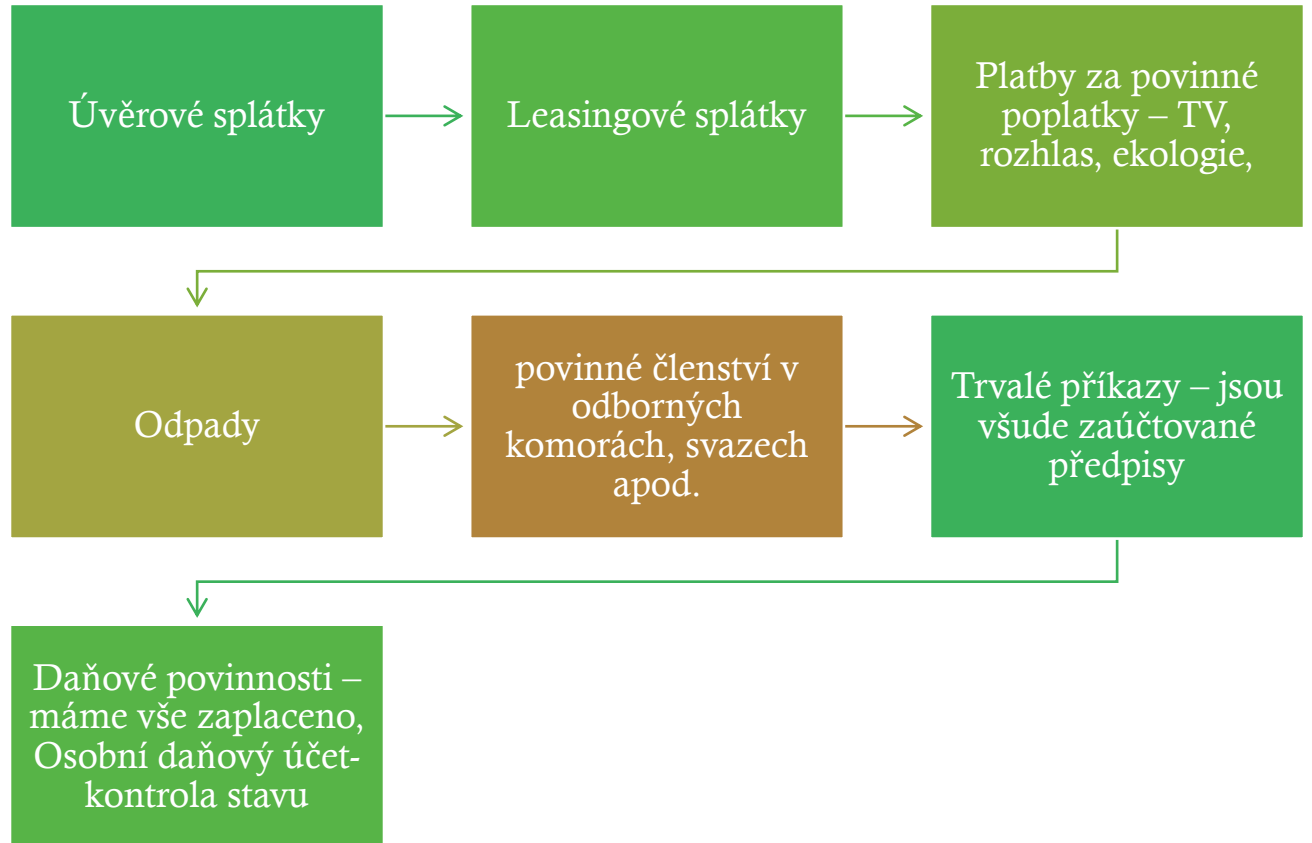 Úvěrové splátky
Leasingové splátky
Platby za povinné
poplatky – TV,
rozhlas, ekologie,
Odpady
povinné členství v
odborných
komorách, svazech
apod.
Trvalé příkazy – jsou
všude zaúčtované
předpisy
Daňové povinnosti –
máme vše zaplaceno,
Osobní daňový účet-
kontrola stavu